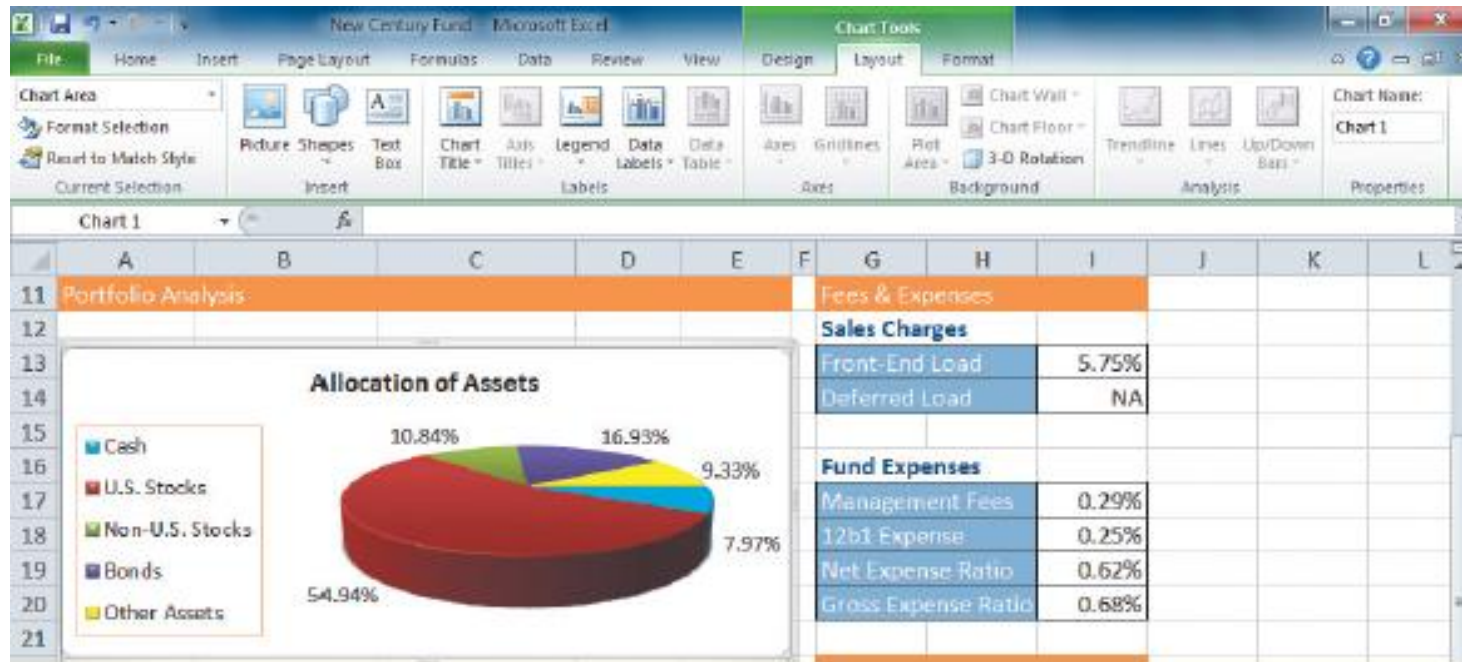 New Century Fund - Microsoft Excel
Chart Tools
File Home Insert Page Layout Formulas Data Review View Design Layout Format
Chart Area
Format Selection
Reset to Match Style
Current Selection
Picture Shapes Text Box
Insert
Chart Title Axis Titles Legend Data Labels Data Table
Labels
Axes Gridlines
Axes
Plot Area
Chart Wall
Chart Floor
3-D Rotation
Background
Trendline Lines Up/Down Bars
Analysis
Chart Name:
Chart 1
Properties
Chart 1 fx
A B C D E F G H I J K L
11 Portfolio Analysis Fees & Expenses
12 Sales Charges
13 Front-End Load 5.75%
14 Deferred Load NA
15
16 Fund Expenses
17 Management Fees 0.29%
18 12b1 Expense 0.25%
19 Net Expense Ratio 0.62%
20 Gross Expense Ratio 0.68%
21
Allocation of Assets
Cash
U.S. Stocks
Non-U.S. Stocks
Bonds
Other Assets
10.84% 16.93%
9.33%
7.97%
54.94%